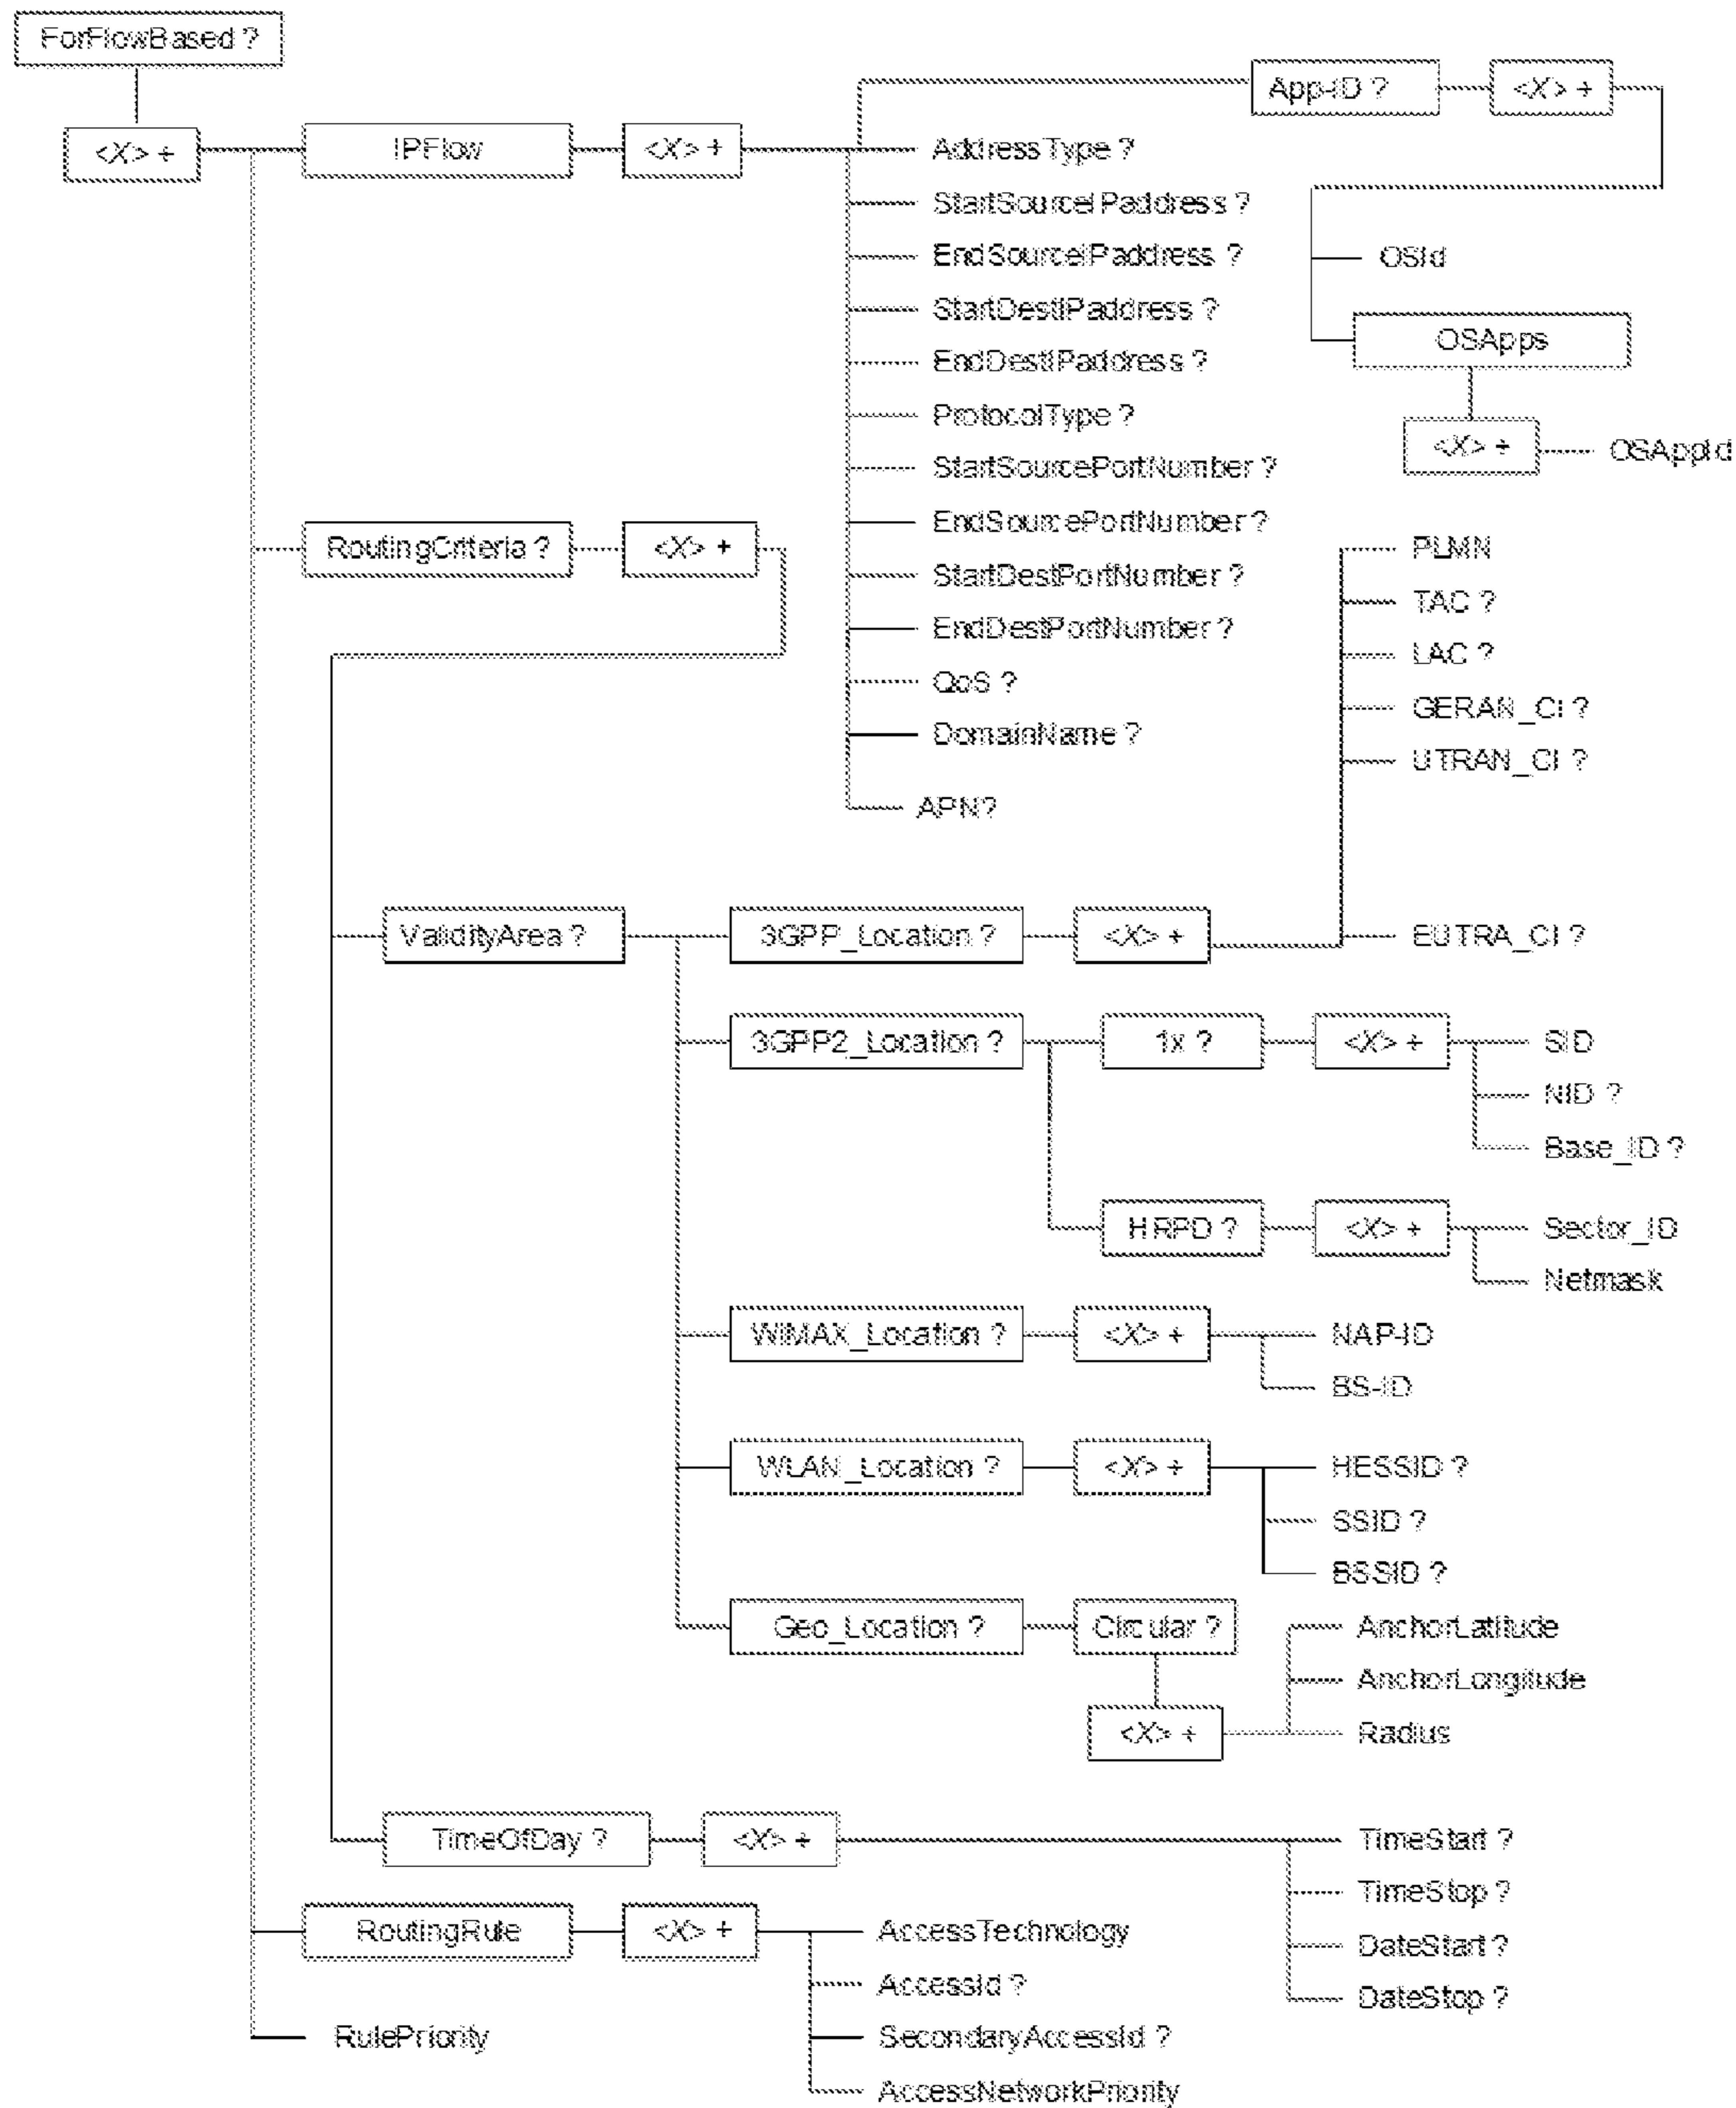 ForFlowBased ?
App-ID ? <X> +
<X> + IPFlow <X> +
AddressType ?
StartSourceIPaddress ?
EndSourceIPaddress ?
OSId
StartDestIPaddress ?
OSApps
EndDestIPaddress ?
ProtocolType ?
<X> + OSAppId
StartSourcePortNumber ?
EndSourcePortNumber ?
RoutingCriteria ? <X> +
PLMN
StartDestPortNumber ?
TAC ?
EndDestPortNumber ?
LAC ?
QoS ?
GERAN_CI ?
DomainName ?
UTRAN_CI ?
APN?
ValidityArea ? 3GPP_Location ? <X> + EUTRA_CI ?
3GPP2_Location ? 1x ? <X> + SID
NID ?
Base_ID ?
HRPD ? <X> + Sector_ID
Netmask
WiMAX_Location ? <X> + NAP-ID
BS-ID
WLAN_Location ? <X> + HESSID ?
SSID ?
BSSID ?
Geo_Location ? Circular ? AnchorLatitude
AnchorLongitude
<X> + Radius
TimeOfDay ? <X> + TimeStart ?
TimeStop ?
RoutingRule <X> + AccessTechnology
DateStart ?
AccessId ?
DateStop ?
RulePriority
SecondaryAccessId ?
AccessNetworkPriority